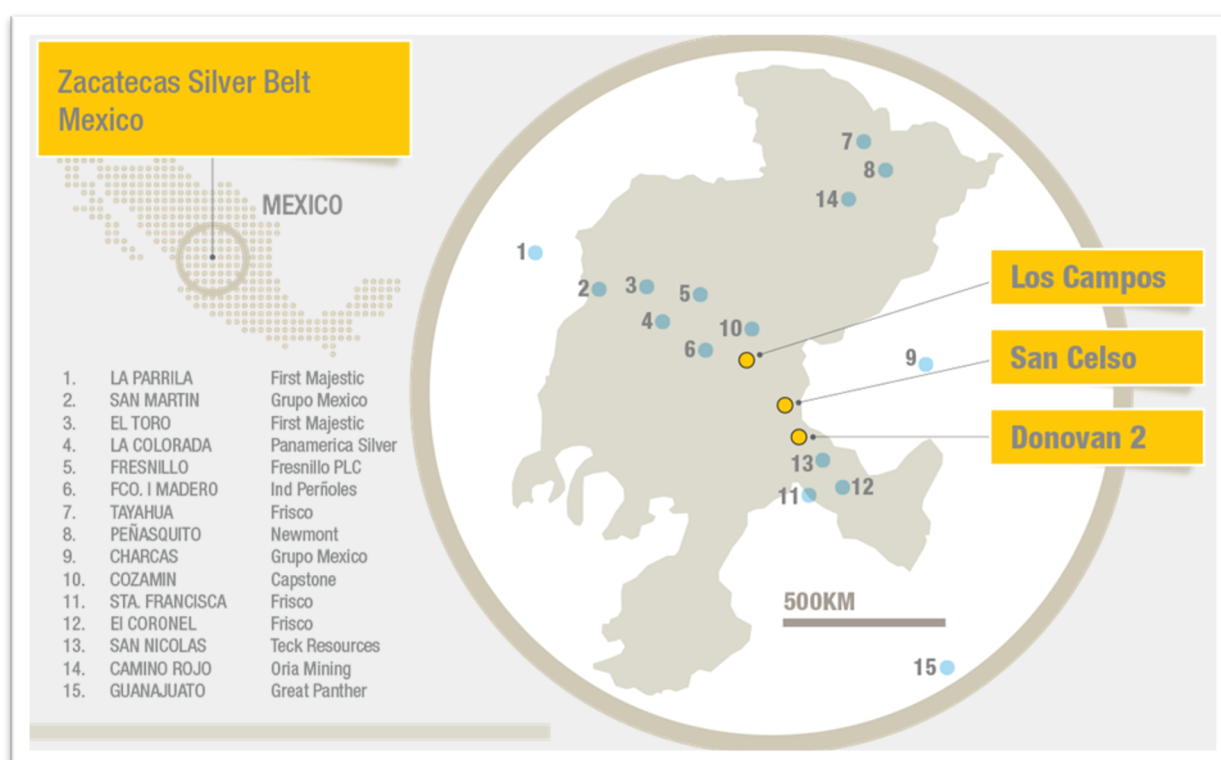 Zacatecas Silver Belt
Mexico
MEXICO
1. LA PARRILA First Majestic
2. SAN MARTIN Grupo Mexico
3. EL TORO First Majestic
4. LA COLORADA Panamerica Silver
5. FRESNILLO Fresnillo PLC
6. FCO. I MADERO Ind Perñoles
7. TAYAHUA Frisco
8. PEÑASQUITO Newmont
9. CHARCAS Grupo Mexico
10. COZAMIN Capstone
11. STA. FRANCISCA Frisco
12. El CORONEL Frisco
13. SAN NICOLAS Teck Resources
14. CAMINO ROJO Oria Mining
15. GUANAJUATO Great Panther
7
8
14
1
2
3
5
4
10
6
9
13
12
11
15
Los Campos
San Celso
Donovan 2
500KM